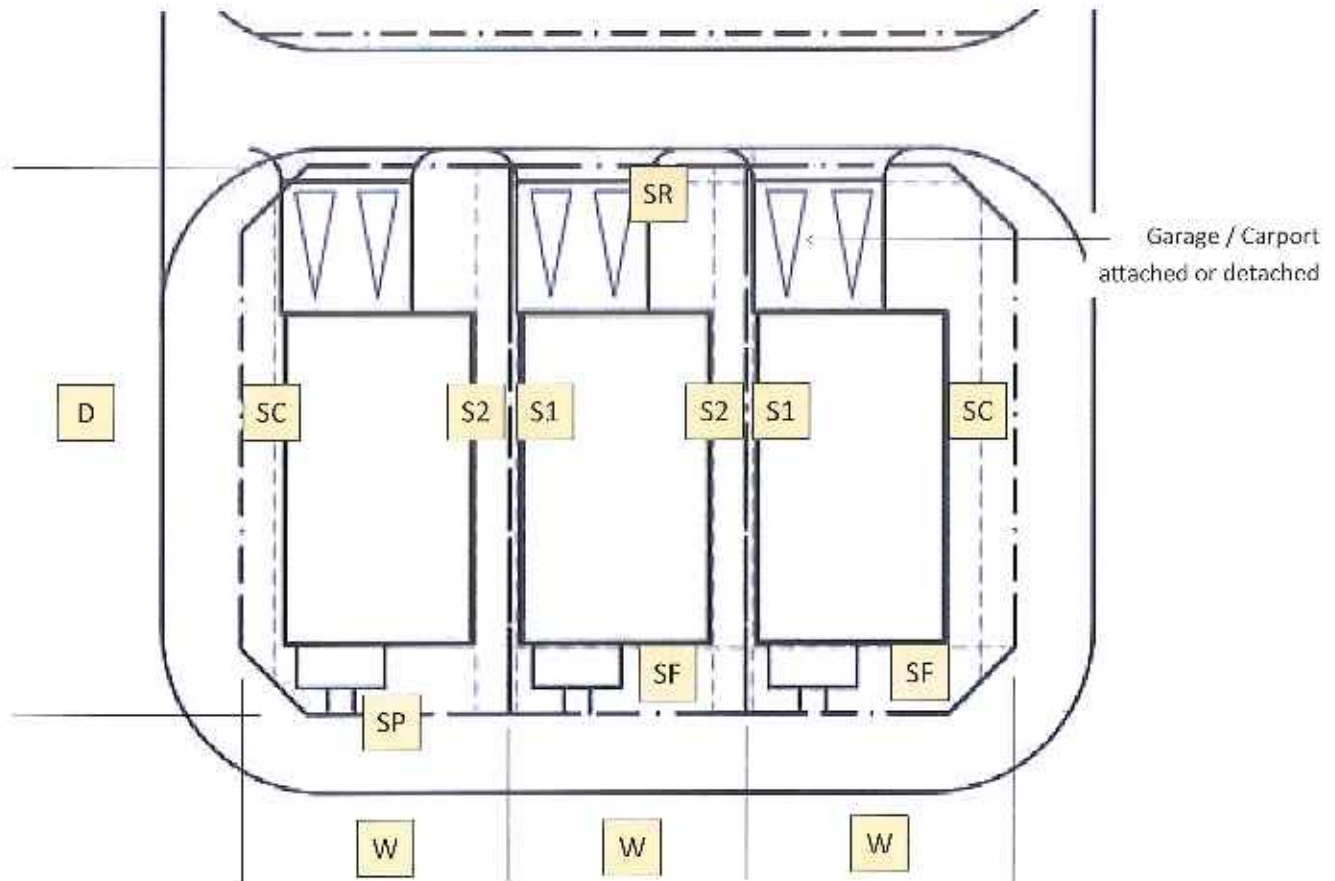 SR
Garage / Carport
attached or detached
D
SC
S2
S1
S2
S1
SC
SF
SF
SP
W
W
W